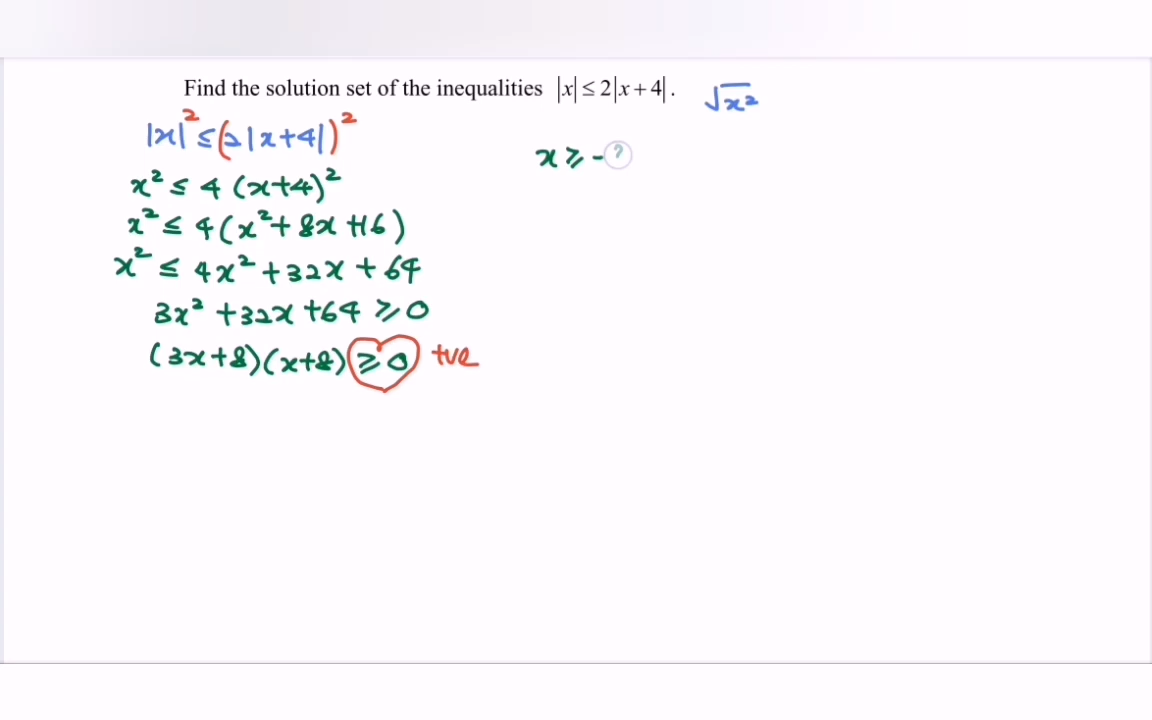 Find the solution set of the inequalities |x| ≤ 2|x + 4|.
√x²
|x|² ≤ (2|x+4|)²
x ≥ -?
x² ≤ 4 (x+4)²
x² ≤ 4(x² + 8x +16)
x² ≤ 4x² + 32x + 64
3x² + 32x + 64 ≥ 0
(3x+8)(x+8) ≥ 0 +ve